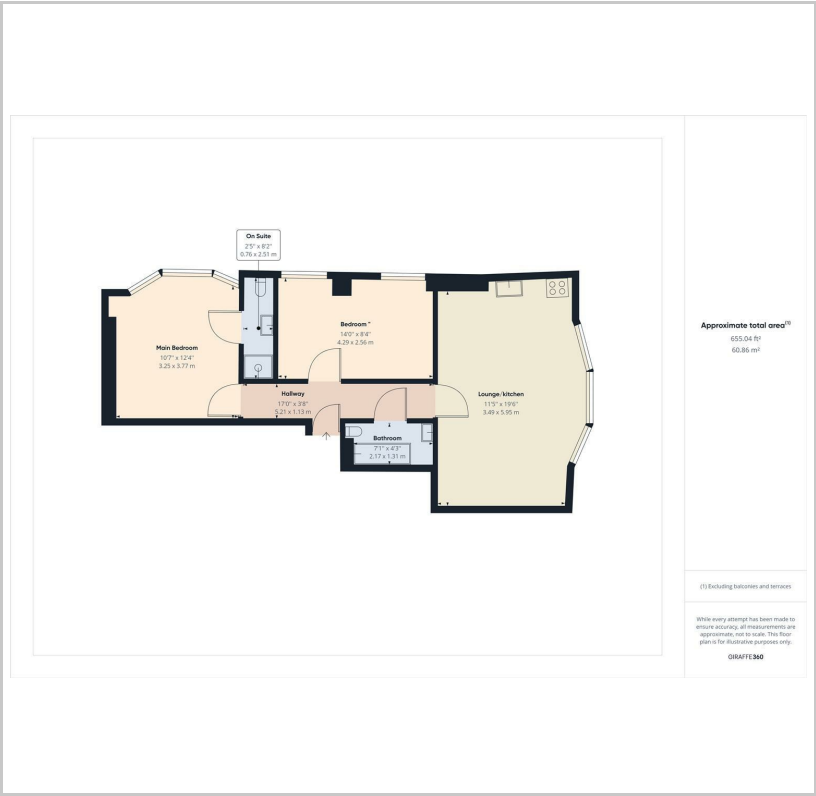 On Suite
2'5" x 8'2"
0.76 x 2.51 m
Main Bedroom
10'7" x 12'4"
3.25 x 3.77 m
Bedroom "
14'0" x 8'4"
4.29 x 2.56 m
Hallway
17'0" x 3'8"
5.21 x 1.13 m
Lounge/kitchen
11'5" x 19'6"
3.49 x 5.95 m
Bathroom
7'1" x 4'3"
2.17 x 1.31 m
Approximate total area(1)
655.04 ft²
60.86 m²
(1) Excluding balconies and terraces
While every attempt has been made to
ensure accuracy, all measurements are
approximate, not to scale. This floor
plan is for illustrative purposes only.
GIRAFFE360